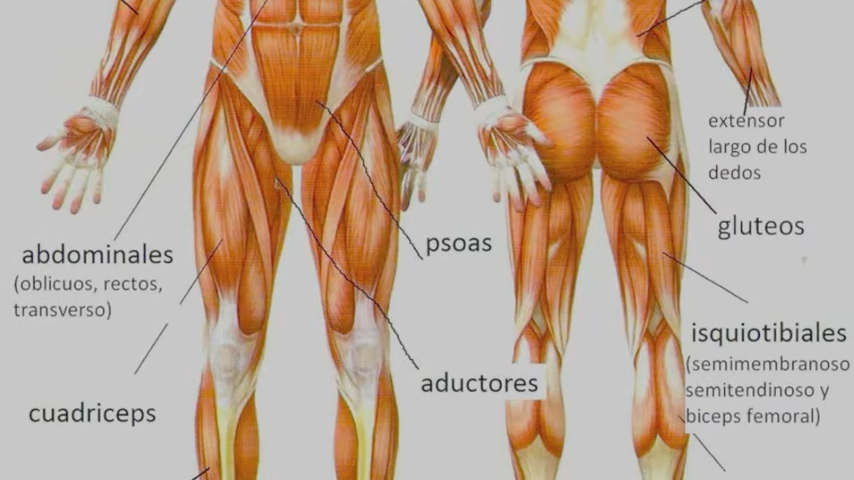 abdominales
(oblicuos, rectos,
transverso)
cuadriceps
psoas
aductores
extensor
largo de los
dedos
gluteos
isquiotibiales
(semimembranoso
semitendinoso y
biceps femoral)